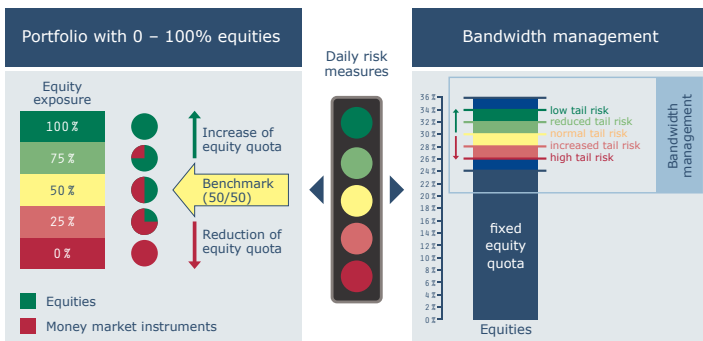 Portfolio with 0 – 100% equities
Equity
exposure
100 %
75 %
50 %
25 %
0 %
Increase of
equity quota
Benchmark
(50/50)
Reduction of
equity quota
Equities
Money market instruments
Daily risk
measures
Bandwidth management
36%
34%
32%
30%
28%
26%
24%
22%
20%
18%
16%
14%
12%
10%
8%
6%
4%
2%
0%
low tail risk
reduced tail risk
normal tail risk
increased tail risk
high tail risk
fixed
equity
quota
Equities
Bandwidth
management